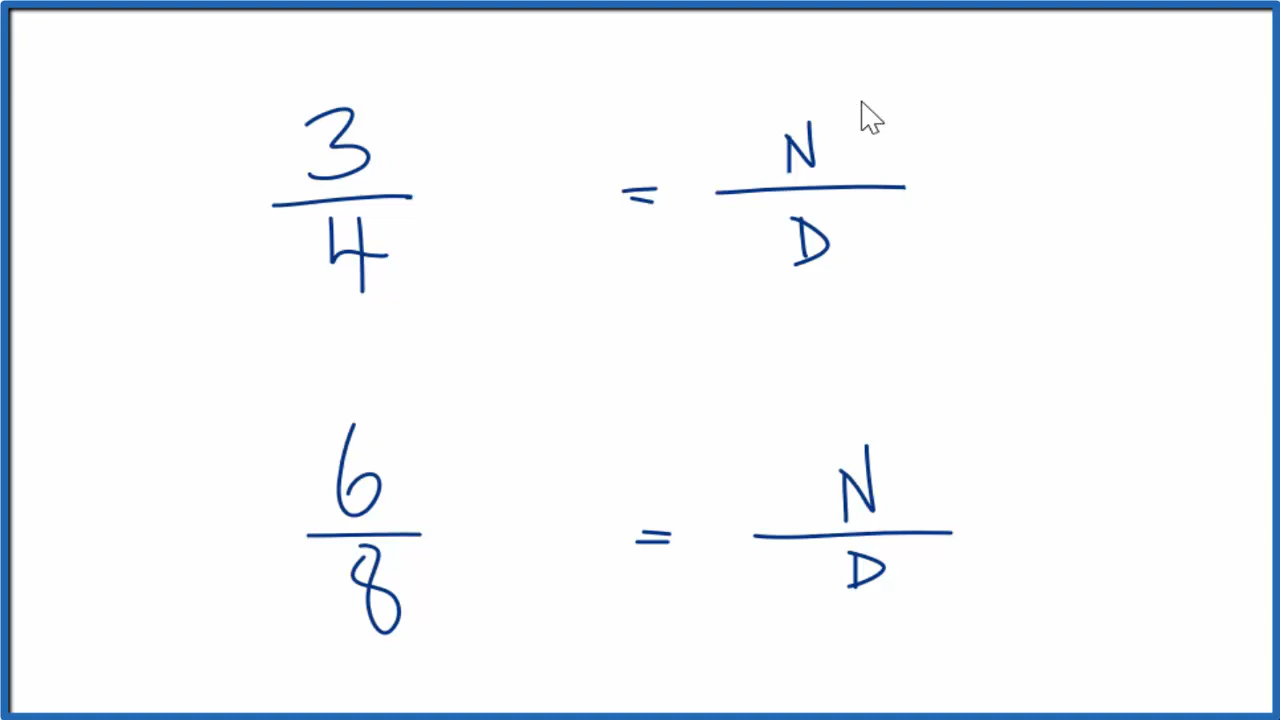 3/4 = N/D
6/8 = N/D